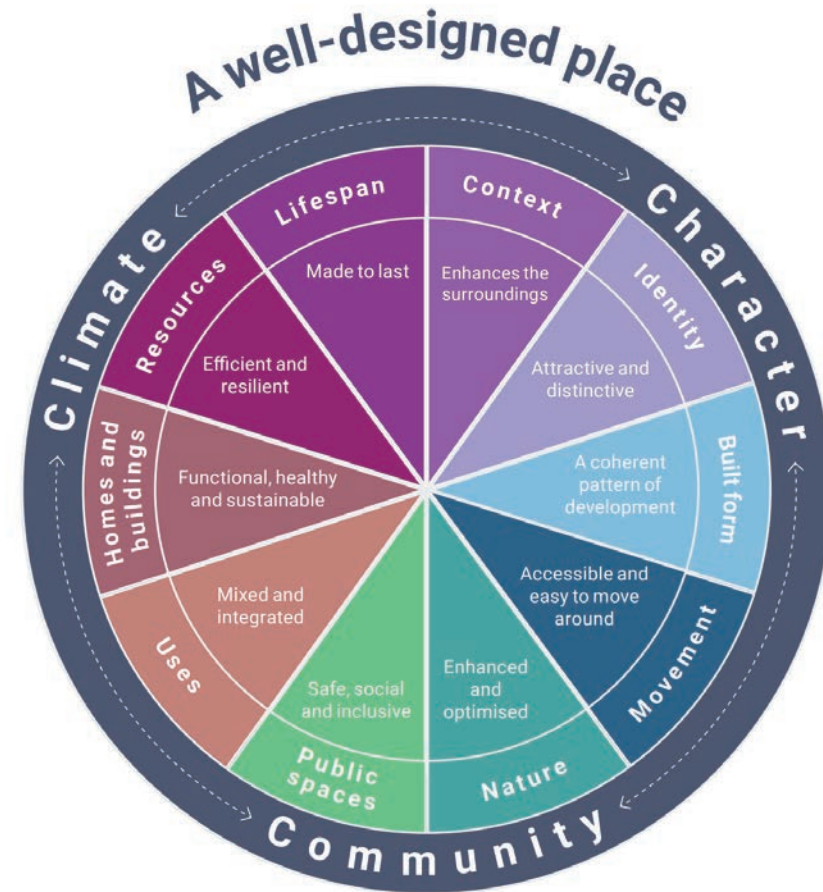 A well-designed place
Climate
Character
Community
Context
Enhances the
surroundings
Identity
Attractive and
distinctive
Built form
A coherent
pattern of
development
Movement
Accessible and
easy to move
around
Nature
Enhanced
and
optimised
Public
spaces
Safe, social
and inclusive
Uses
Mixed and
integrated
Homes and
buildings
Functional, healthy
and sustainable
Resources
Efficient and
resilient
Lifespan
Made to last